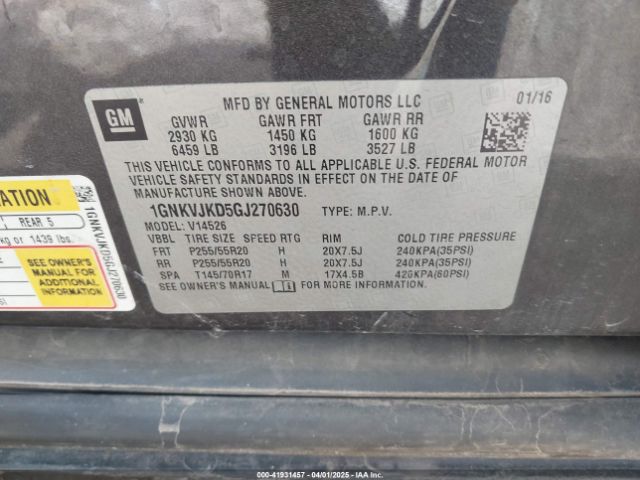 GM
MFD BY GENERAL MOTORS LLC 01/16
GVWR GAWR FRT GAWR RR
2930 KG 1450 KG 1600 KG
6459 LB 3196 LB 3527 LB
THIS VEHICLE CONFORMS TO ALL APPLICABLE U.S. FEDERAL MOTOR
VEHICLE SAFETY STANDARDS IN EFFECT ON THE DATE OF
MANUFACTURE SHOWN ABOVE.
1GNKVJKD5GJ270630 TYPE: M.P.V.
MODEL: V14526
VBBL TIRE SIZE SPEED RTG RIM COLD TIRE PRESSURE
FRT P255/55R20 H 20X7.5J 240KPA(35PSI)
RR P255/55R20 H 20X7.5J 240KPA(35PSI)
SPA T145/70R17 M 17X4.5B 420KPA(60PSI)
SEE OWNER'S MANUAL FOR MORE INFORMATION.
REAR 5
kg or 1439 lbs.
SEE OWNER'S
MANUAL FOR
ADDITIONAL
INFORMATION
1GNKVJKD5GJ270630
000-41931457 04/01/2025 IAA Inc.